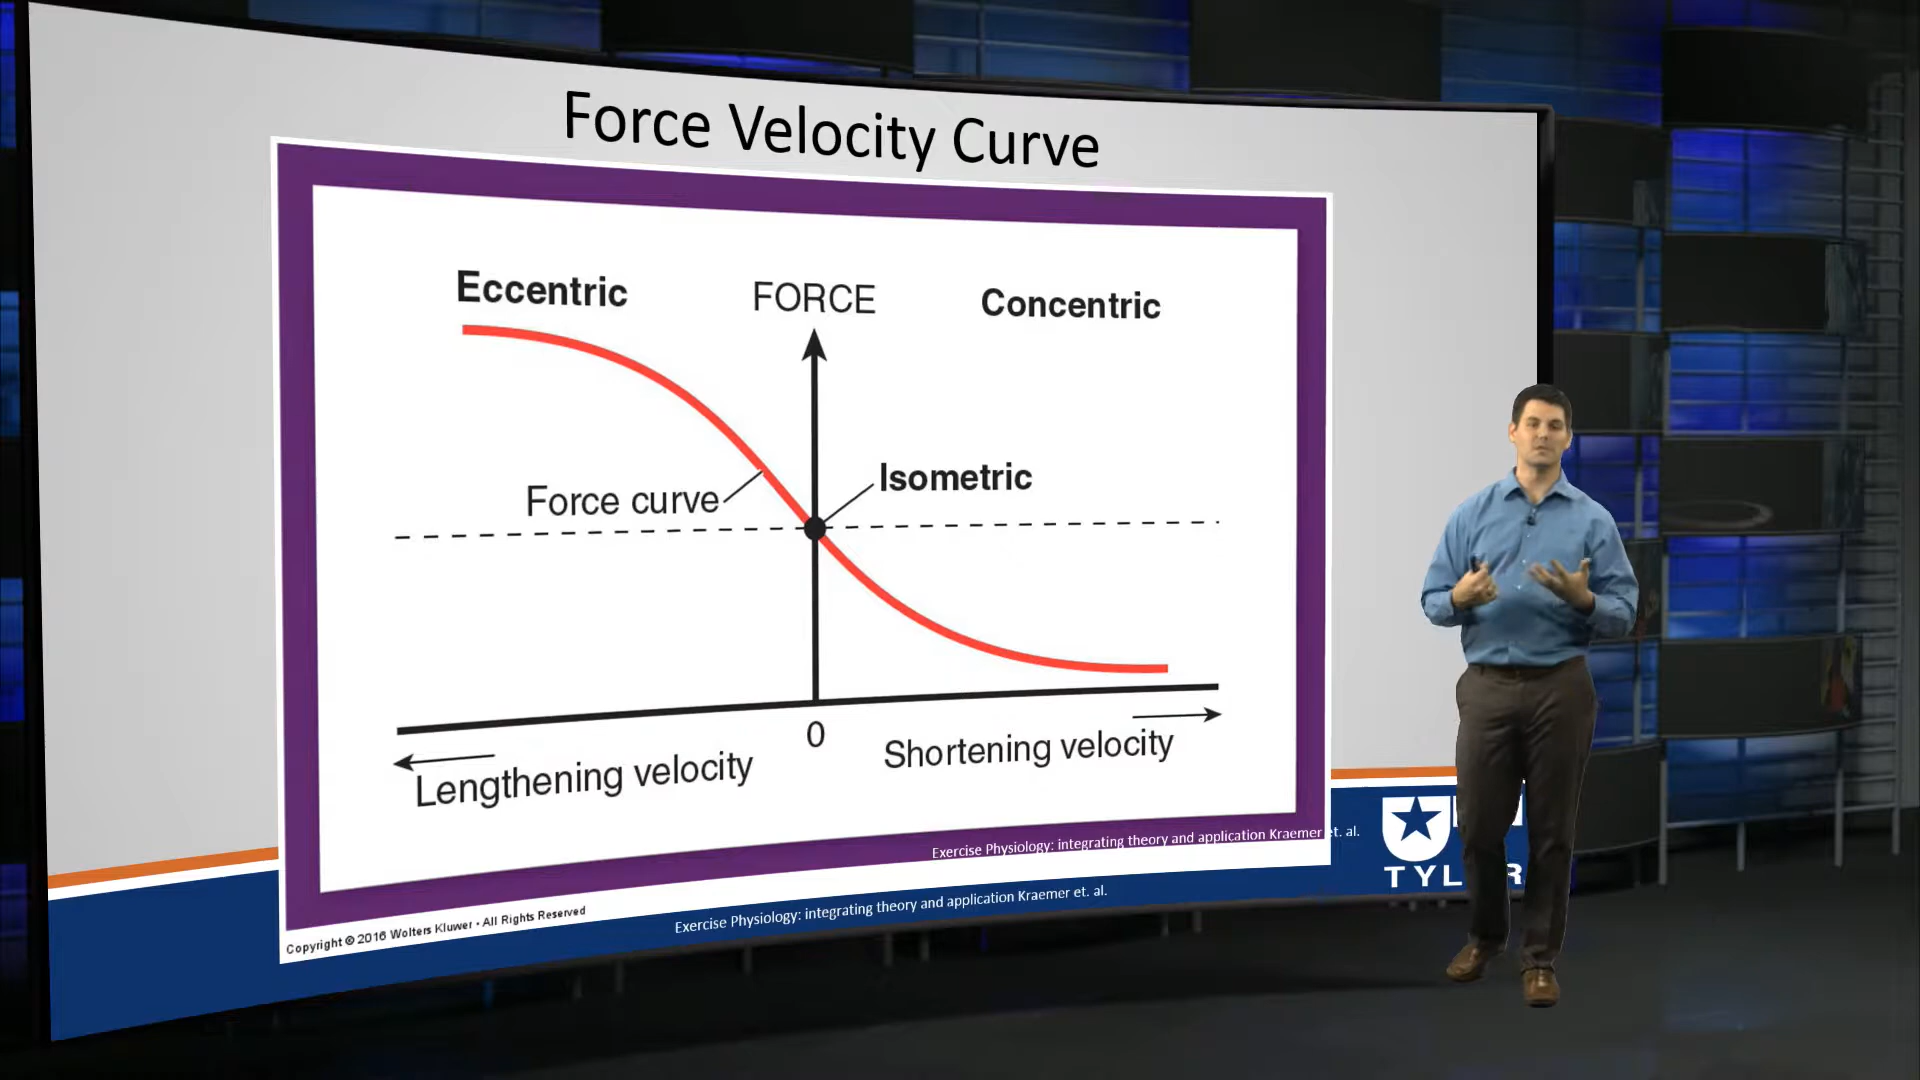 Force Velocity Curve
Eccentric
FORCE
Concentric
Isometric
Force curve
0
Lengthening velocity
Shortening velocity
Exercise Physiology: integrating theory and application Kraemer et. al.
Copyright © 2016 Wolters Kluwer • All Rights Reserved
Exercise Physiology: integrating theory and application Kraemer et. al.